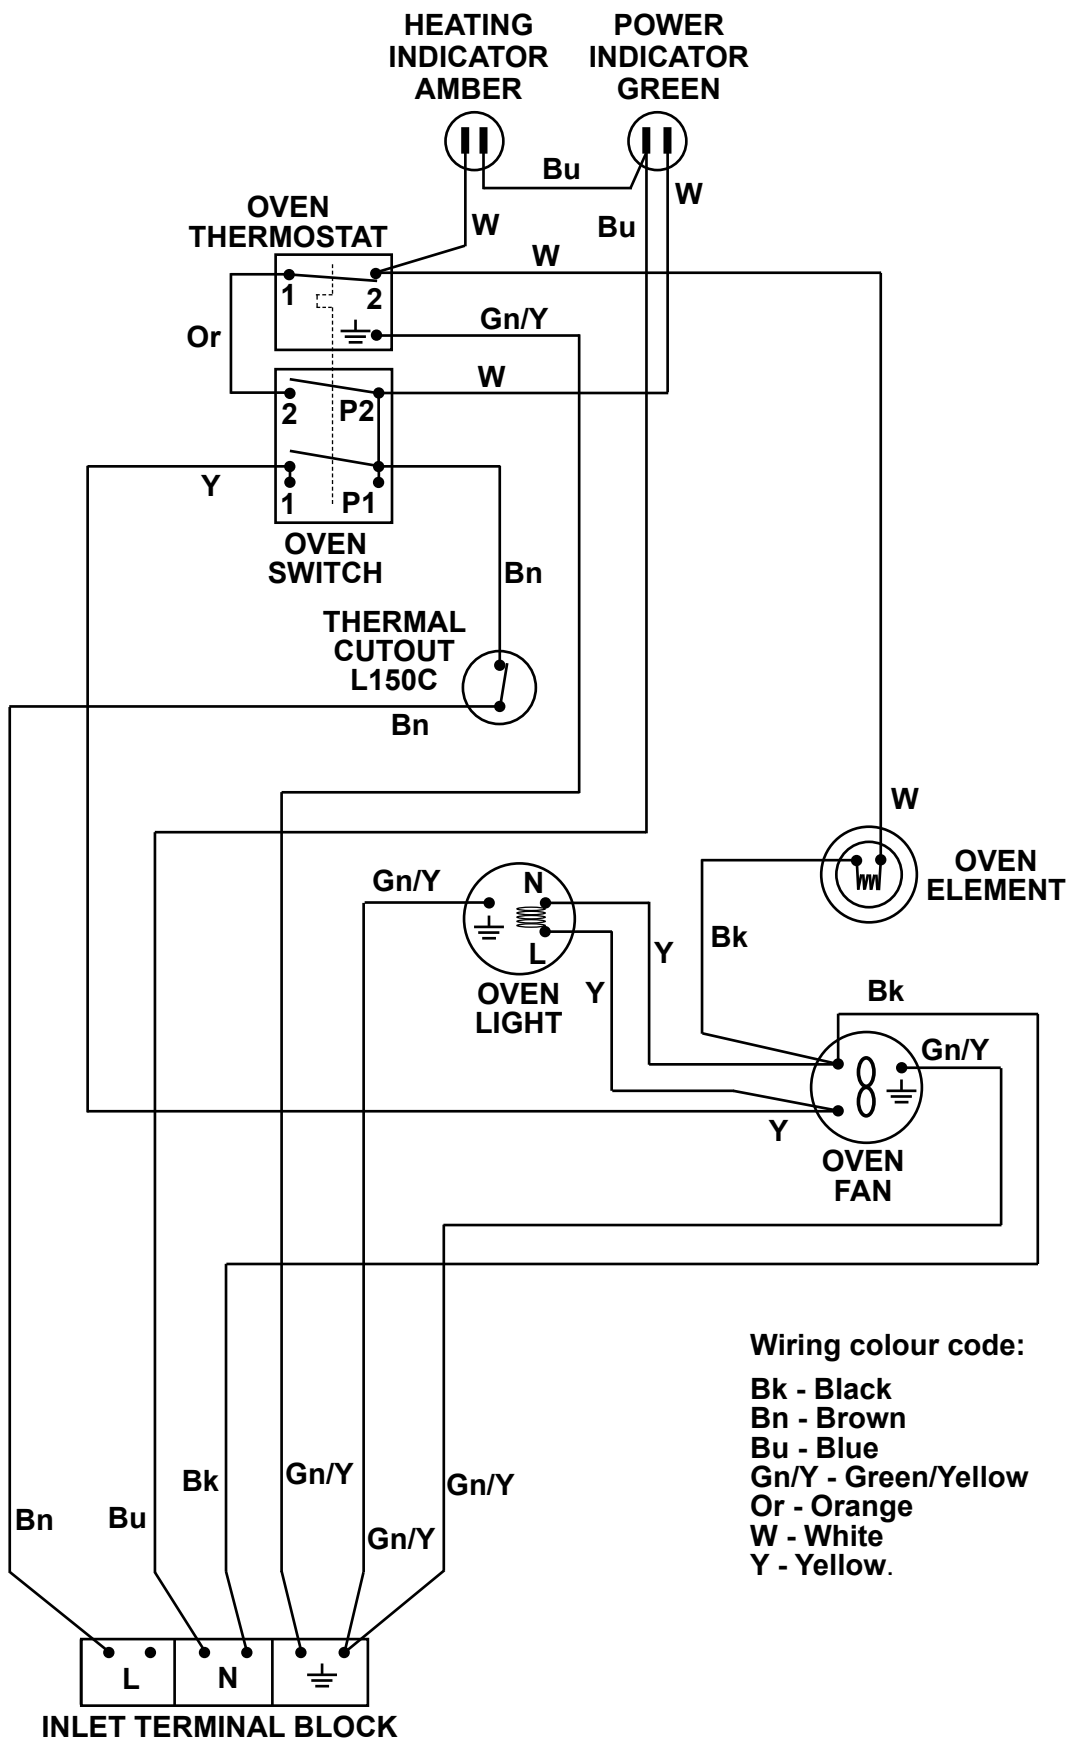 HEATING
INDICATOR
AMBER
POWER
INDICATOR
GREEN
Bu
W
W
Bu
OVEN
THERMOSTAT
W
1
2
Gn/Y
Or
W
2
P2
Y
1
P1
OVEN
SWITCH
Bn
THERMAL
CUTOUT
L150C
Bn
W
OVEN
ELEMENT
Gn/Y
N
L
Y
Bk
Y
OVEN
LIGHT
Bk
Gn/Y
Y
OVEN
FAN
Wiring colour code:
Bk - Black
Bn - Brown
Bu - Blue
Gn/Y - Green/Yellow
Or - Orange
W - White
Y - Yellow.
Bn
Bu
Bk
Gn/Y
Gn/Y
Gn/Y
L
N
INLET TERMINAL BLOCK